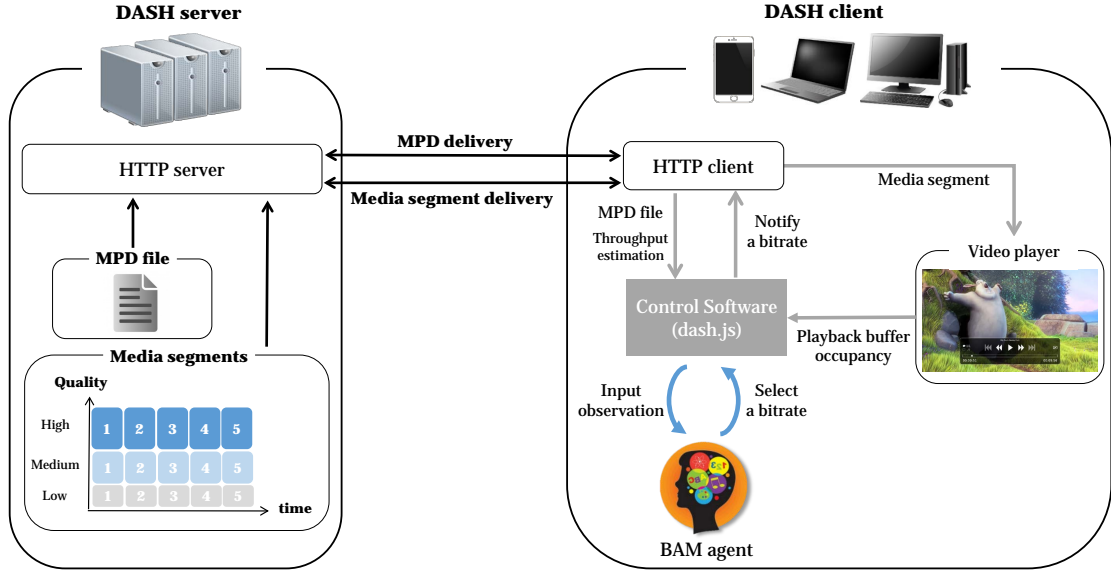 DASH server
HTTP server
MPD file
Media segments
Quality
High
1 2 3 4 5
Medium
1 2 3 4 5
Low
1 2 3 4 5
time
MPD delivery
Media segment delivery
DASH client
HTTP client
Media segment
MPD file
Throughput
estimation
Notify
a bitrate
Video player
Control Software
(dash.js)
Playback buffer
occupancy
Input
observation
Select
a bitrate
123
BC
BAM agent